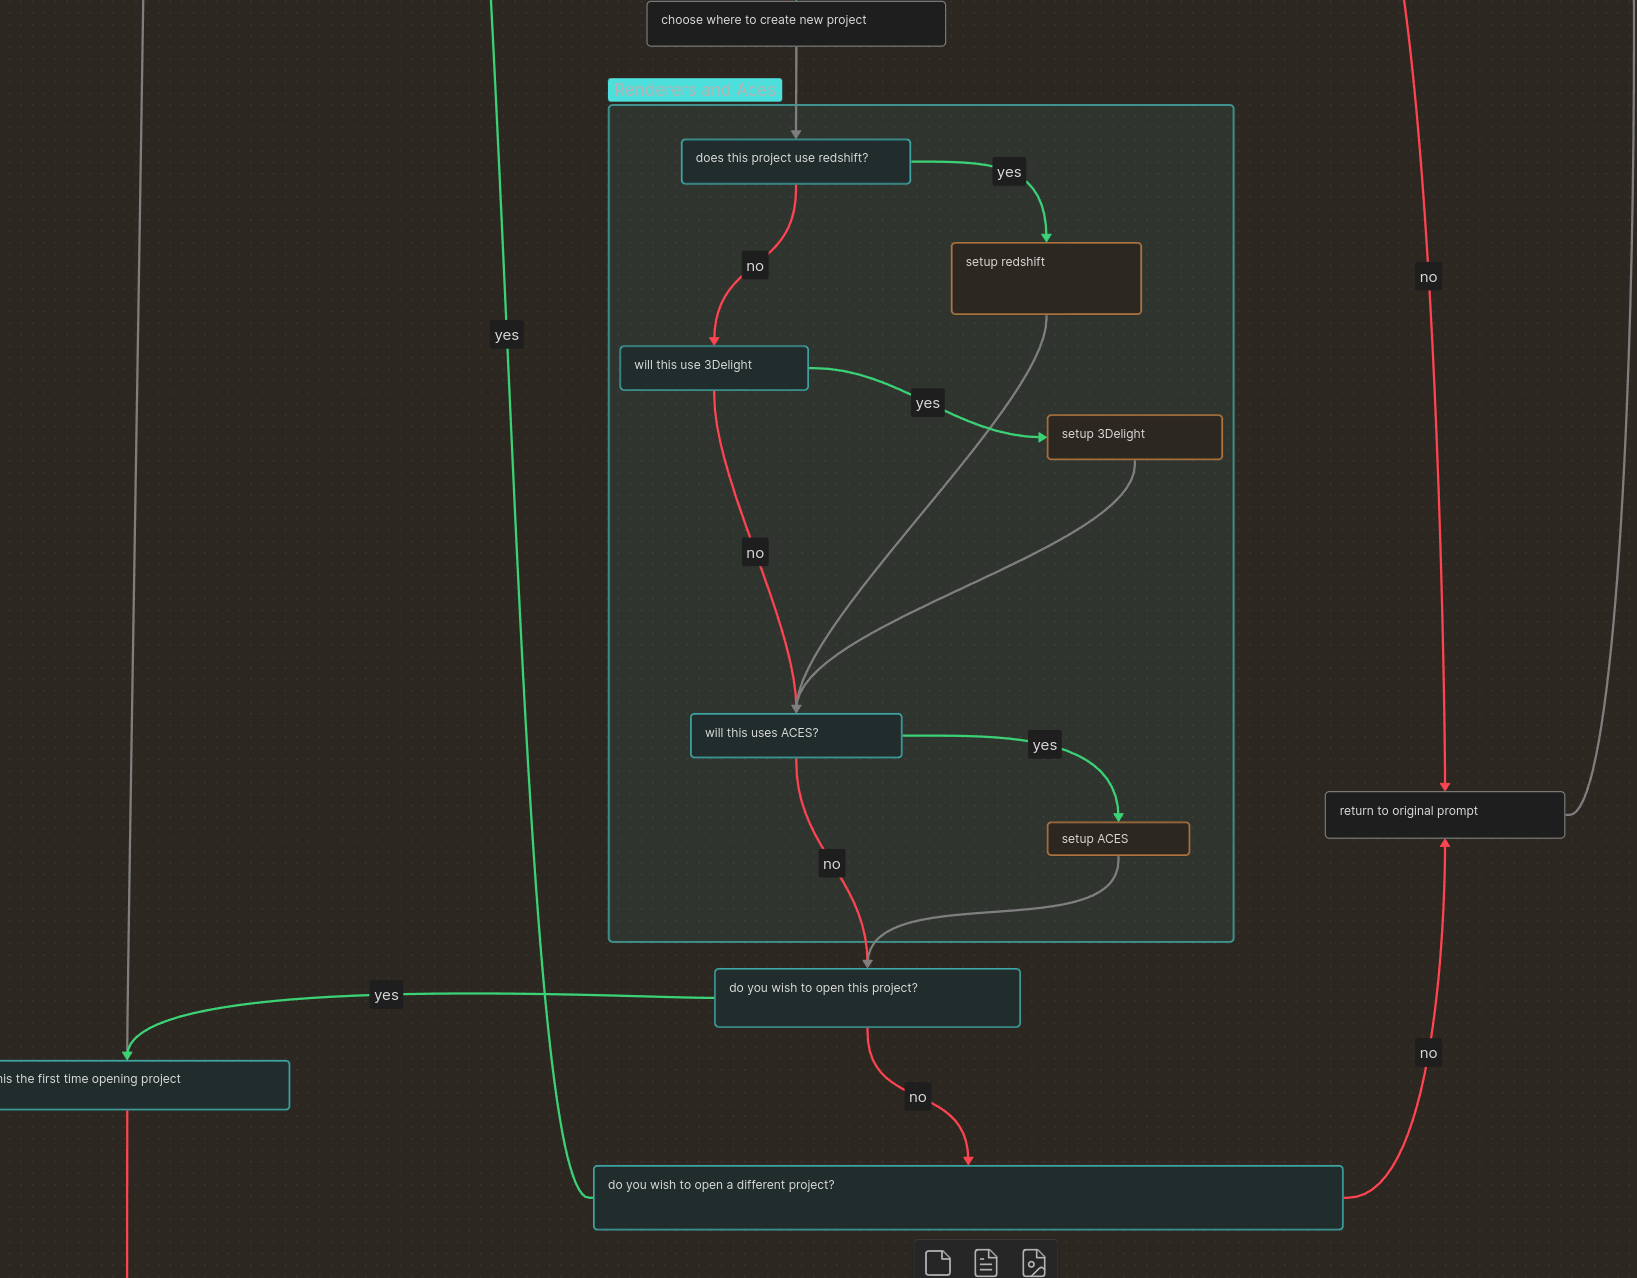 choose where to create new project
Renderers and Aces
does this project use redshift?
yes
setup redshift
no
no
yes
will this use 3Delight
yes
setup 3Delight
no
will this uses ACES?
yes
return to original prompt
setup ACES
no
do you wish to open this project?
yes
no
his the first time opening project
no
do you wish to open a different project?